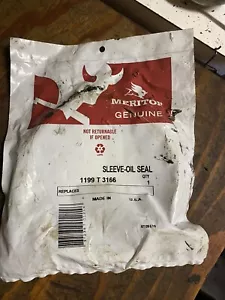 MERITOR
GENUINE
NOT RETURNABLE
IF OPENED
SLEEVE-OIL SEAL
1199 T 3166
QTY
1
REPLACES
MADE IN U.S.A.